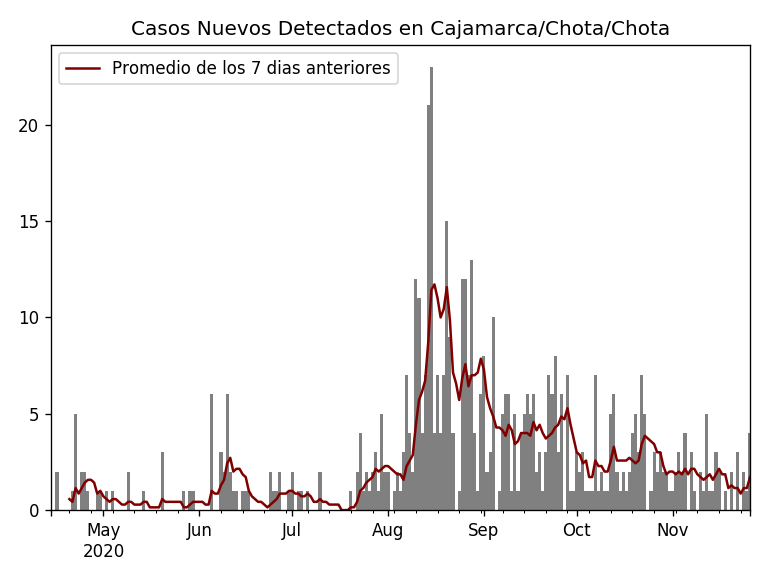 Casos Nuevos Detectados en Cajamarca/Chota/Chota
Promedio de los 7 dias anteriores
20
15
10
5
0
May Jun Jul Aug Sep Oct Nov
2020